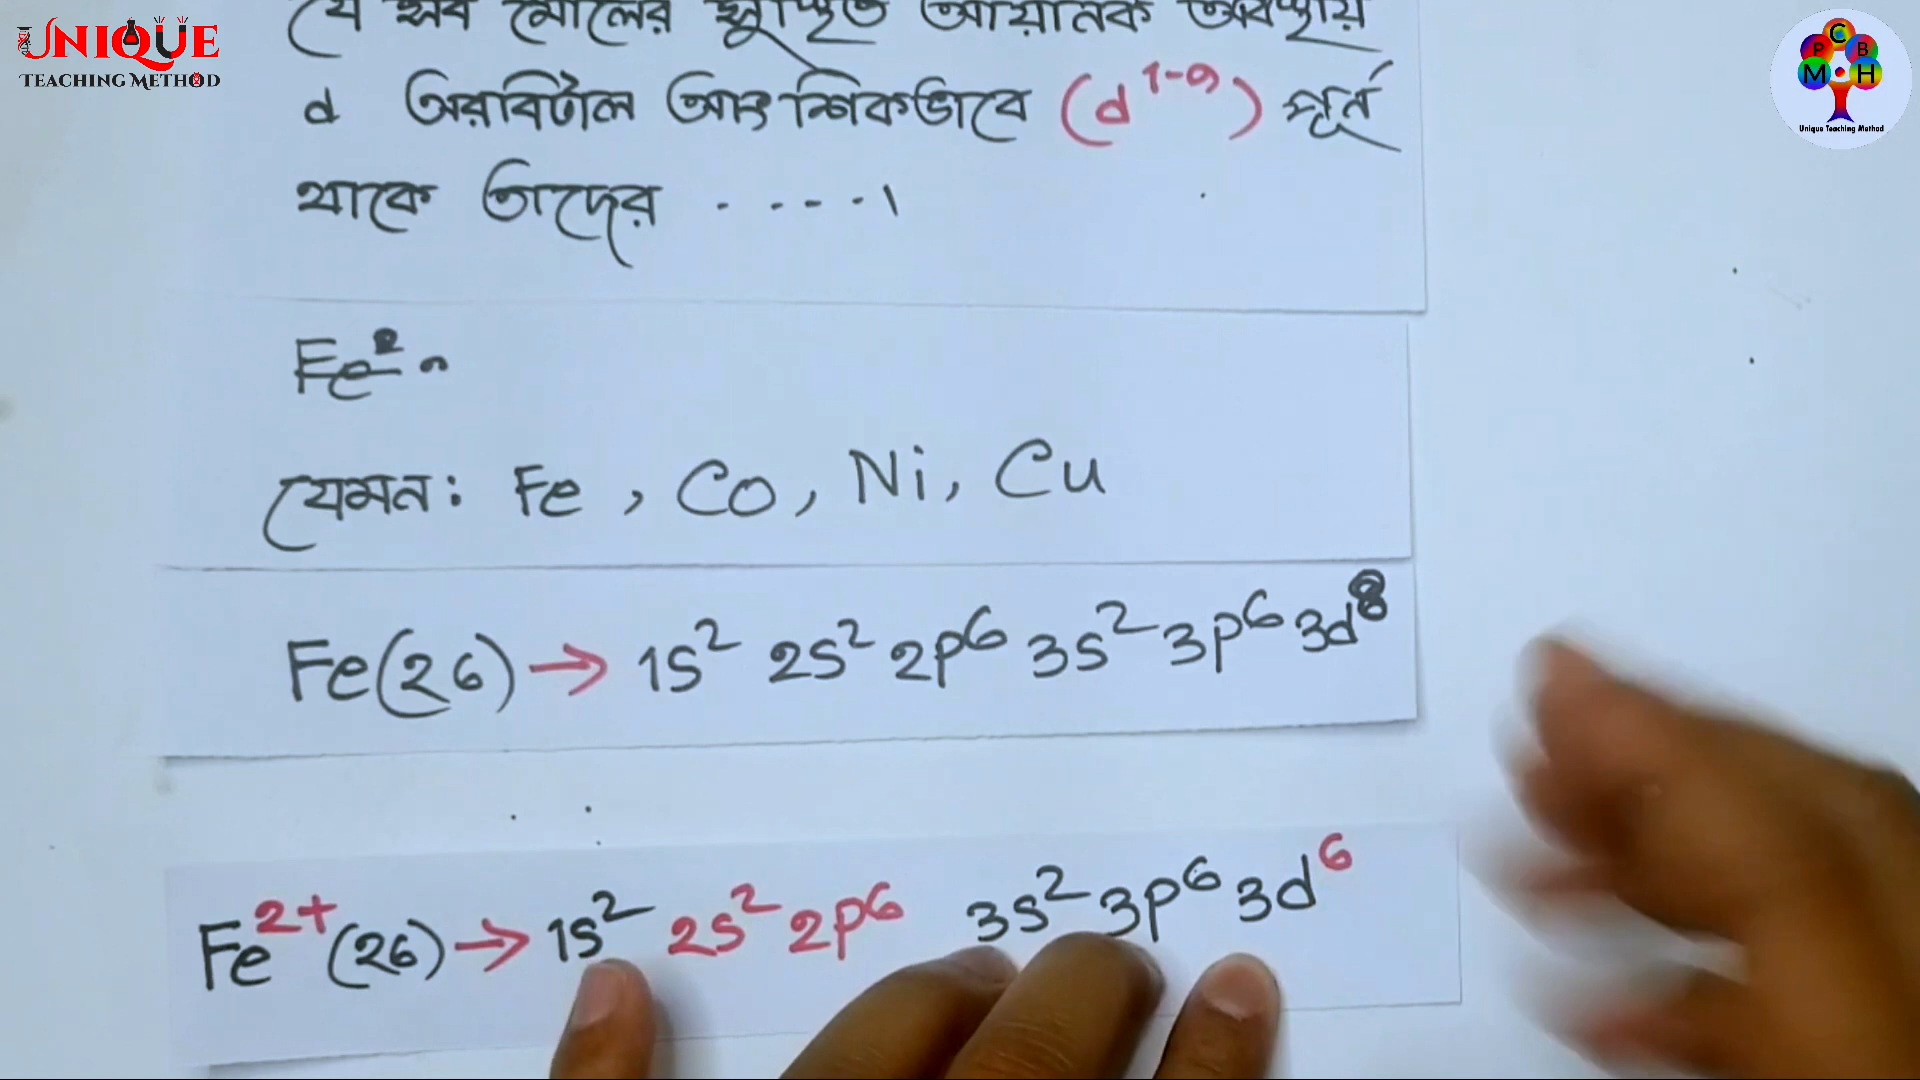 UNIQUE
TEACHING METHOD
P C B M H
Unique Teaching Method
যে সব মৌলের সুস্থিত আয়নিক অবস্থায়
d অরবিটাল আংশিকভাবে (d¹⁻⁹) পূর্ন
থাকে তাদের . . - - . ।
যেমন: Fe, Co, Ni, Cu
Fe(26) → 1s² 2s² 2p⁶ 3s² 3p⁶ 3d⁸
Fe²⁺(26) → 1s² 2s² 2p⁶ 3s² 3p⁶ 3d⁶